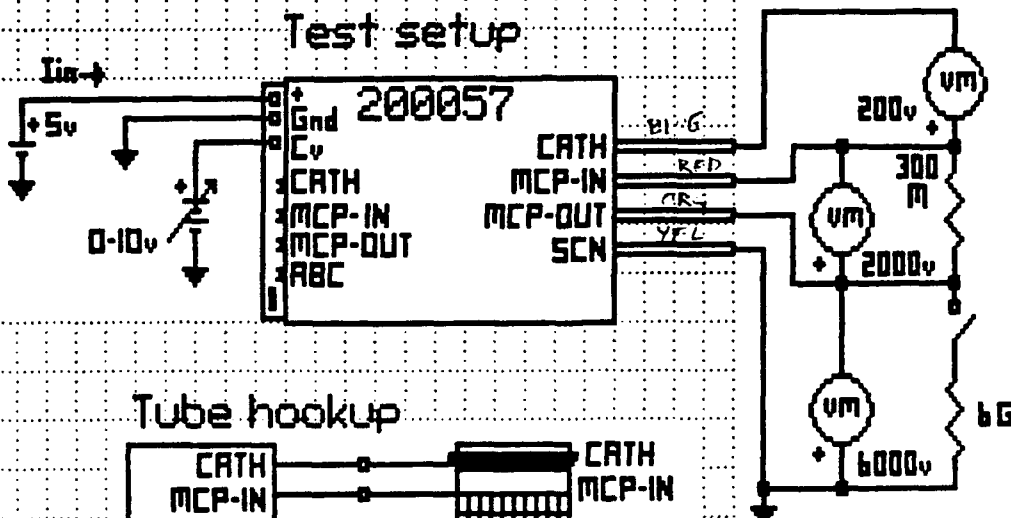 Test setup
Iin
+ 5v
+
Gnd
Cv
200057
CATH
MCP-IN
MCP-OUT
ABC
+
0-10v
CATH
MCP-IN
MCP-OUT
SCN
RED
YEL
VM
200v
+
300
M
VM
+
2000v
VM
+
6000v
6G
Tube hookup
CATH
MCP-IN
CATH
MCP-IN